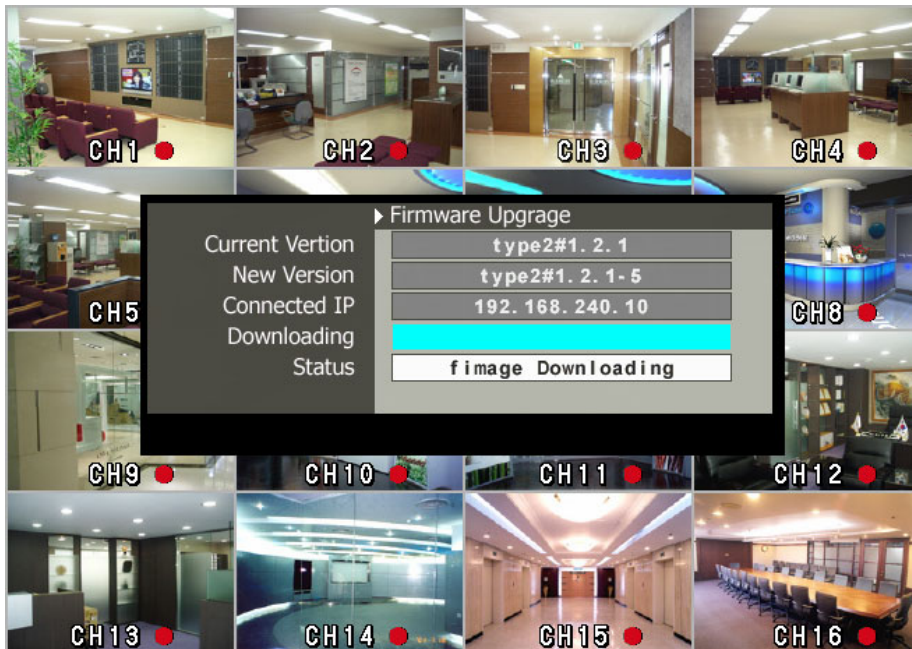 CH1
CH2
CH3
CH4
Firmware Upgrage
Current Vertion type2#1.2.1
New Version type2#1.2.1-5
Connected IP 192.168.240.10
Downloading
Status fimage Downloading
CH5
CH8
CH9
CH10
CH11
CH12
CH13
CH14
CH15
CH16